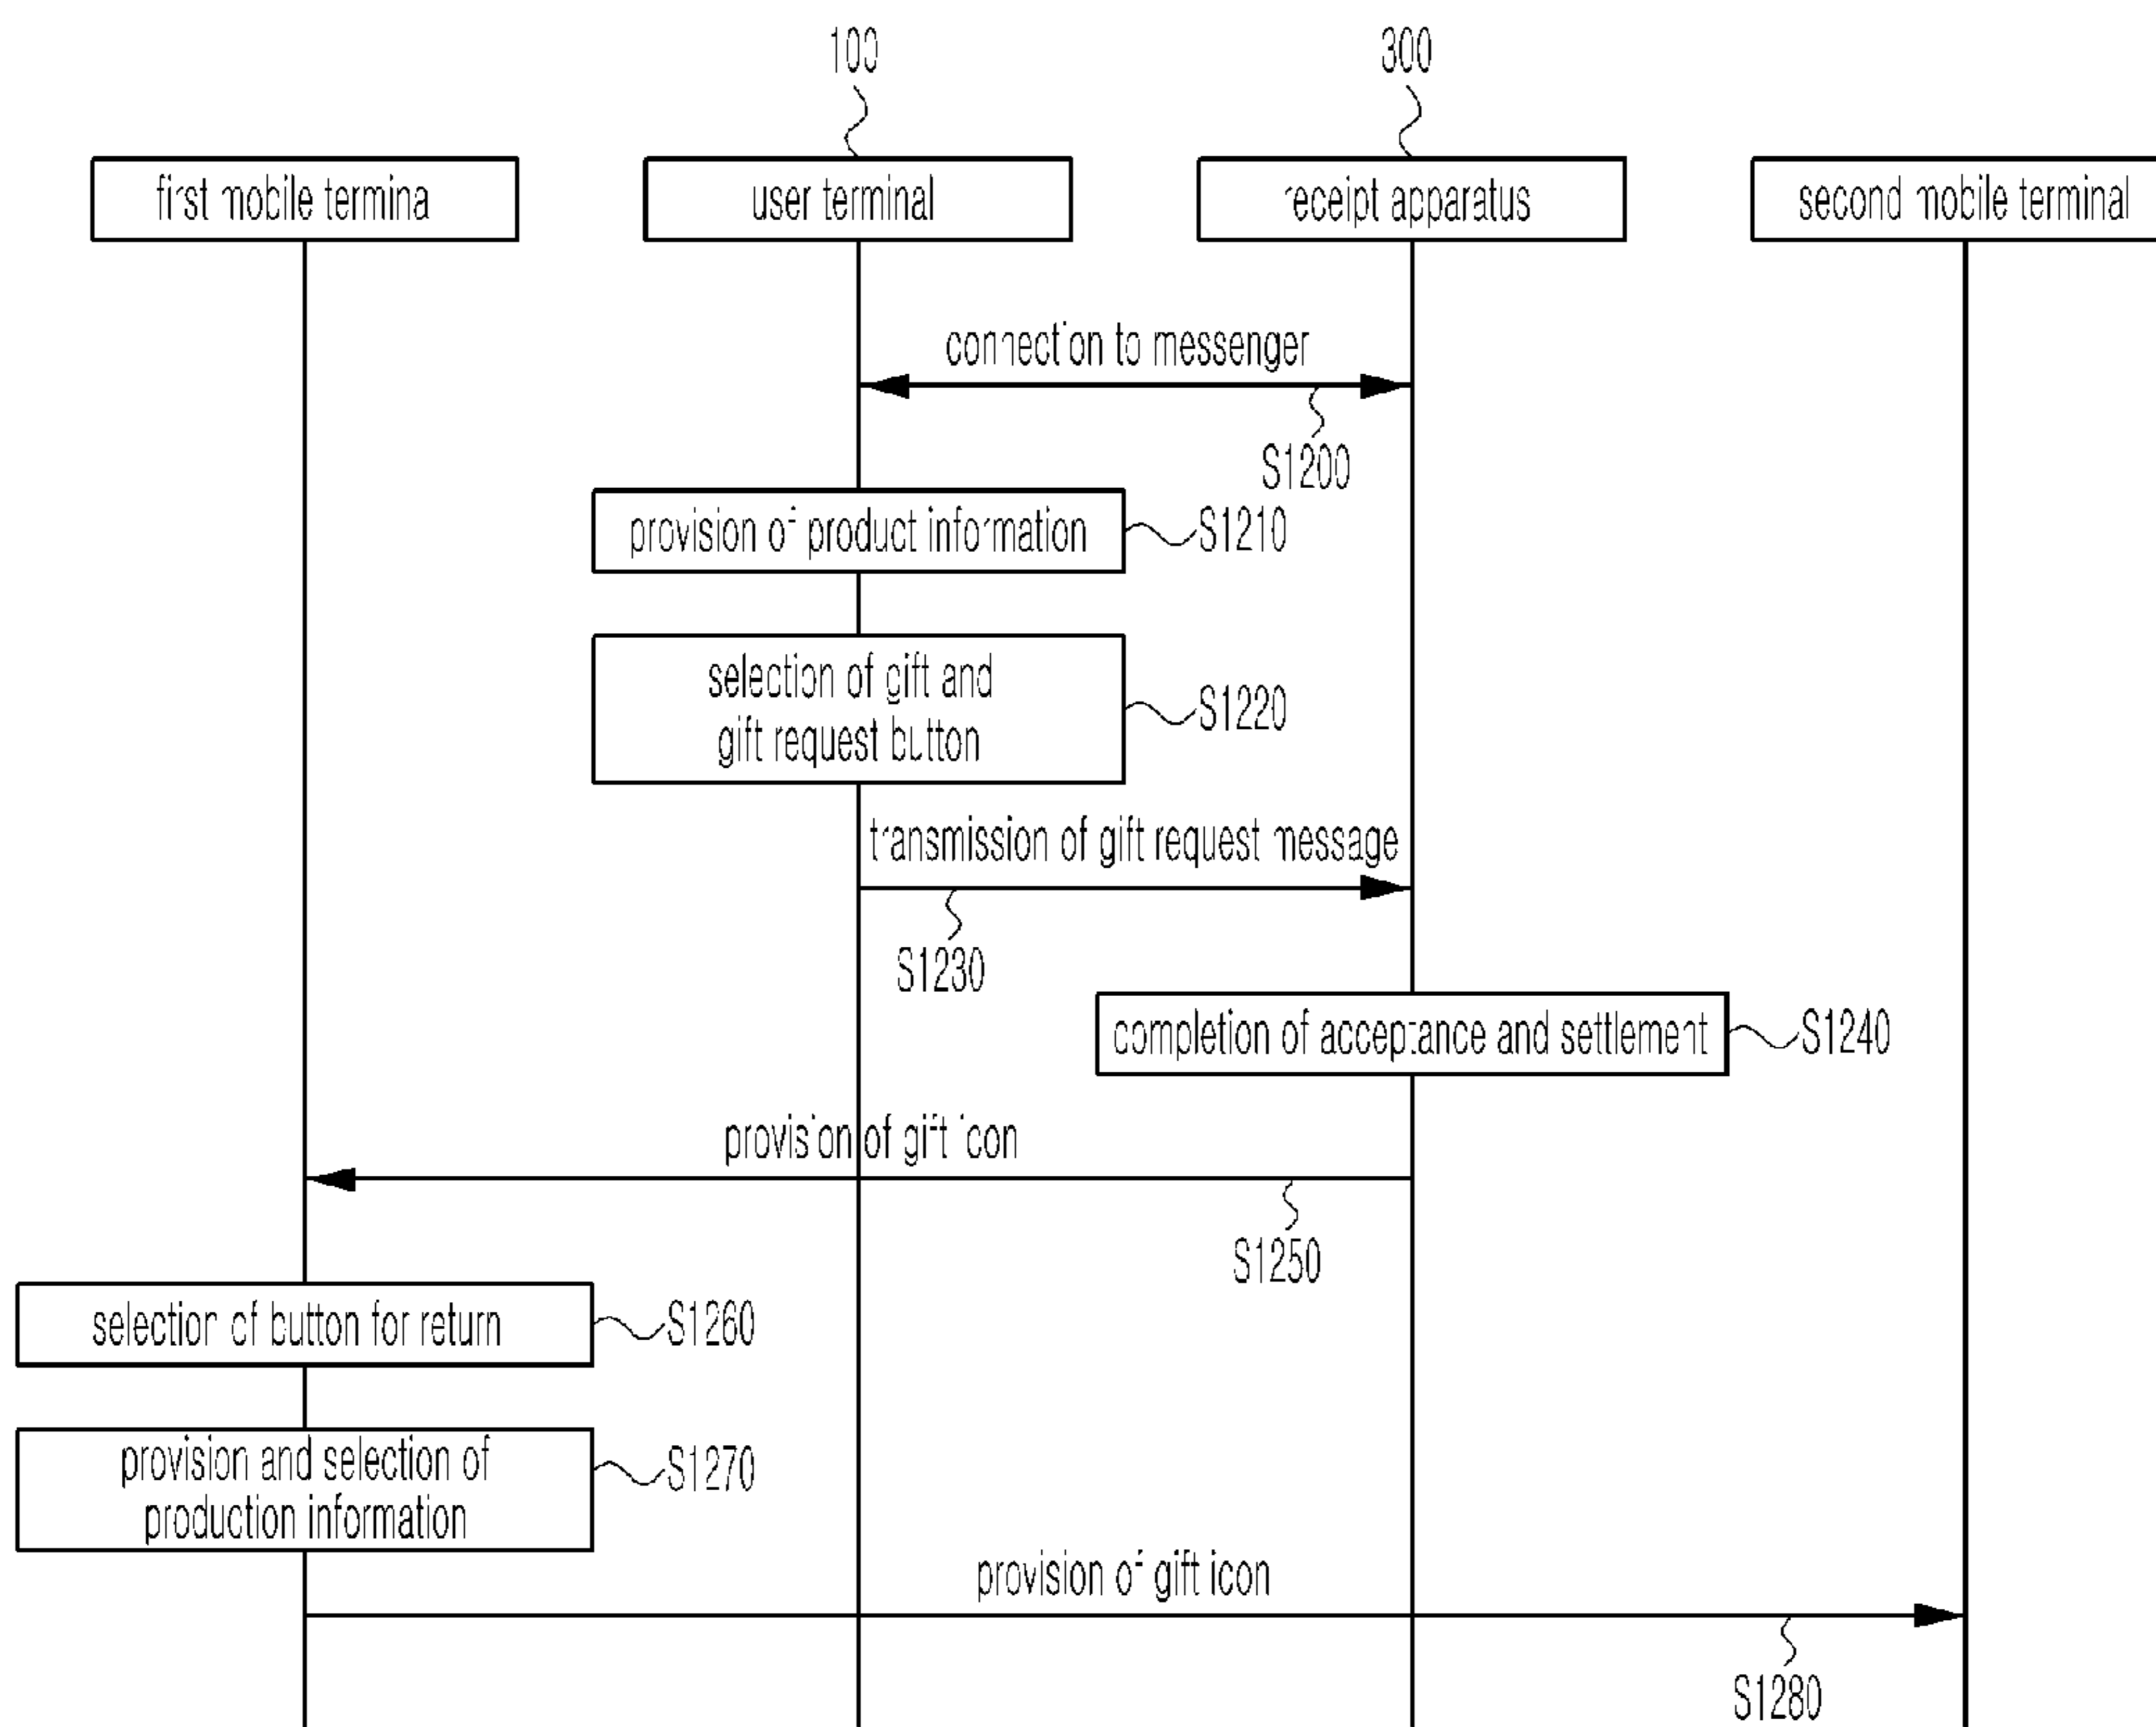 100
300
first mobile termina
user terminal
receipt apparatus
second mobile terminal
connection to messenger
S1200
provision of product information
S1210
selection of gift and
gift request button
S1220
transmission of gift request message
S1230
completion of acceptance and settlement
S1240
provision of gift icon
S1250
selection of button for return
S1260
provision and selection of
production information
S1270
provision of gift icon
S1280